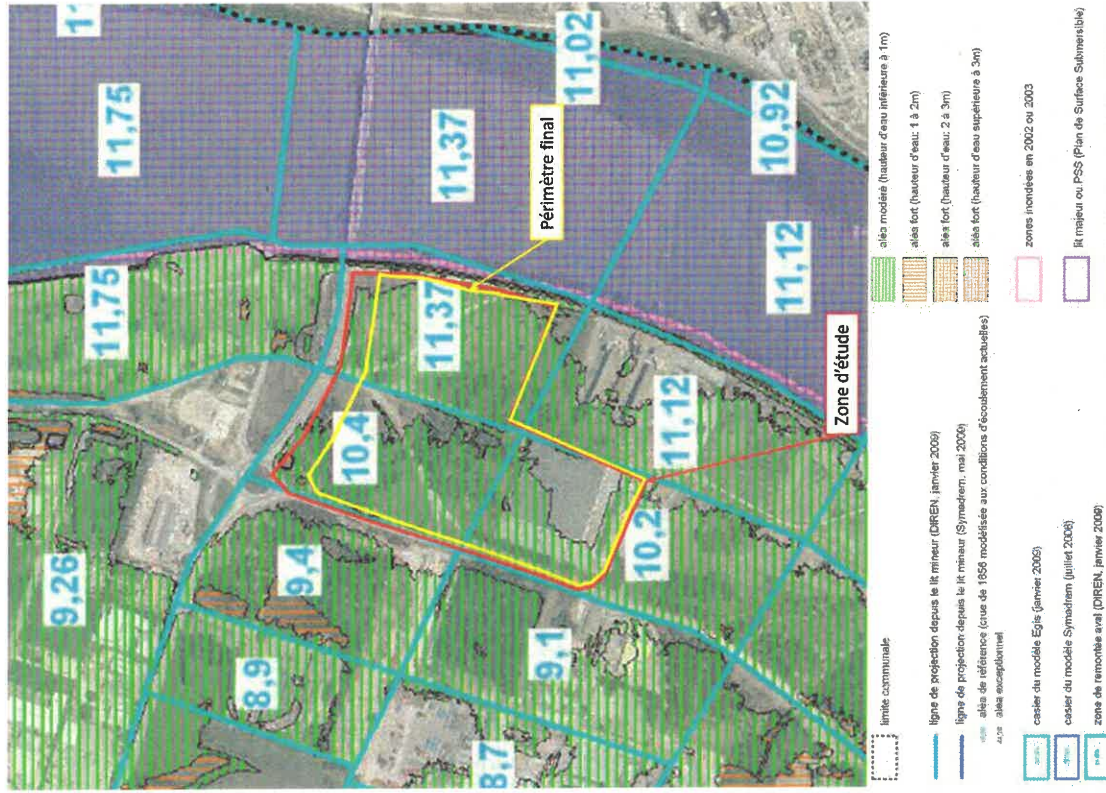 11,75
11,02
10,92
11,37
Périmètre final
11,12
11,75
11,37
10,4
11,12
Zone d'étude
10,2
9,26
9,4
9,1
8,9
8,7
limite communale
ligne de projection depuis le lit mineur (DIREN, janvier 2009)
ligne de projection depuis le lit mineur (Symadrem, mai 2009)
aléa de référence (crue de 1856 modélisée aux conditions d'écoulement actuelles)
aléa exceptionnel
casier du modèle Egis (janvier 2009)
casier du modèle Symadrem (juillet 2008)
zone de remontée aval (DIREN, janvier 2009)
aléa modéré (hauteur d'eau inférieure à 1m)
aléa fort (hauteur d'eau: 1 à 2m)
aléa fort (hauteur d'eau: 2 à 3m)
aléa fort (hauteur d'eau supérieure à 3m)
zones inondées en 2002 ou 2003
lit majeur ou PSS (Plan de Surface Submersible)